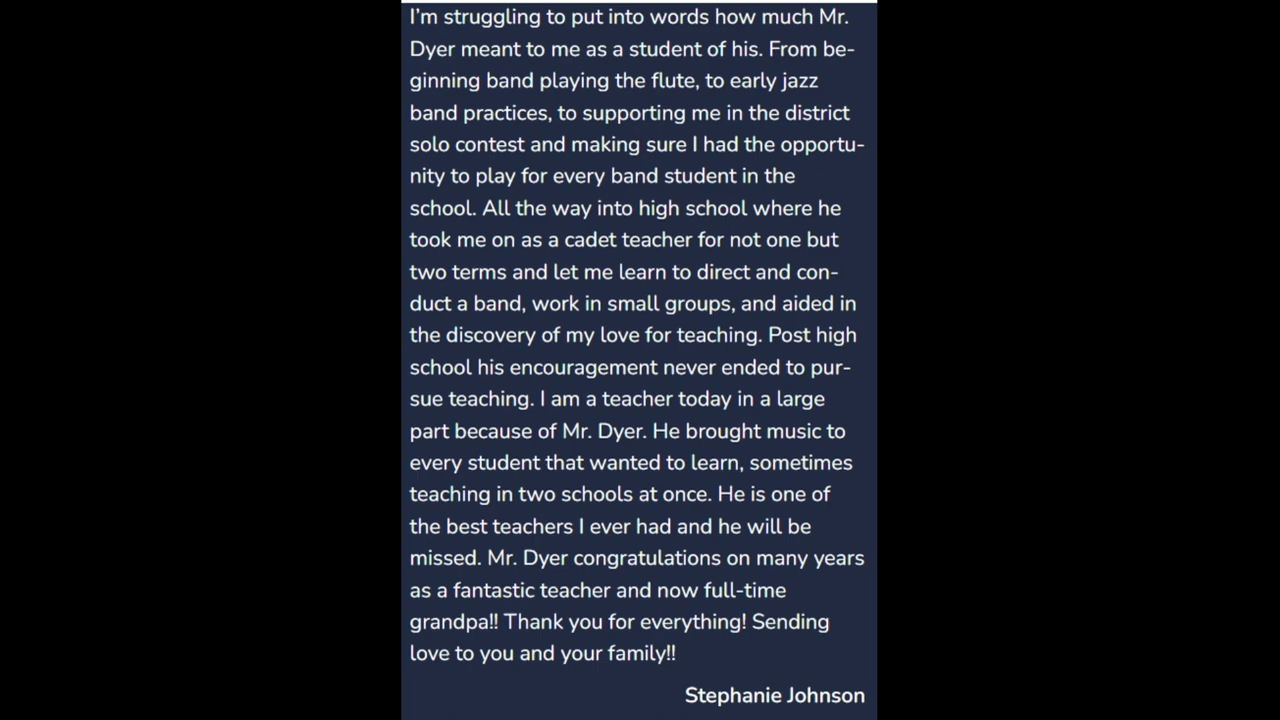 I'm struggling to put into words how much Mr.
Dyer meant to me as a student of his. From be-
ginning band playing the flute, to early jazz
band practices, to supporting me in the district
solo contest and making sure I had the opportu-
nity to play for every band student in the
school. All the way into high school where he
took me on as a cadet teacher for not one but
two terms and let me learn to direct and con-
duct a band, work in small groups, and aided in
the discovery of my love for teaching. Post high
school his encouragement never ended to pur-
sue teaching. I am a teacher today in a large
part because of Mr. Dyer. He brought music to
every student that wanted to learn, sometimes
teaching in two schools at once. He is one of
the best teachers I ever had and he will be
missed. Mr. Dyer congratulations on many years
as a fantastic teacher and now full-time
grandpa!! Thank you for everything! Sending
love to you and your family!!
Stephanie Johnson